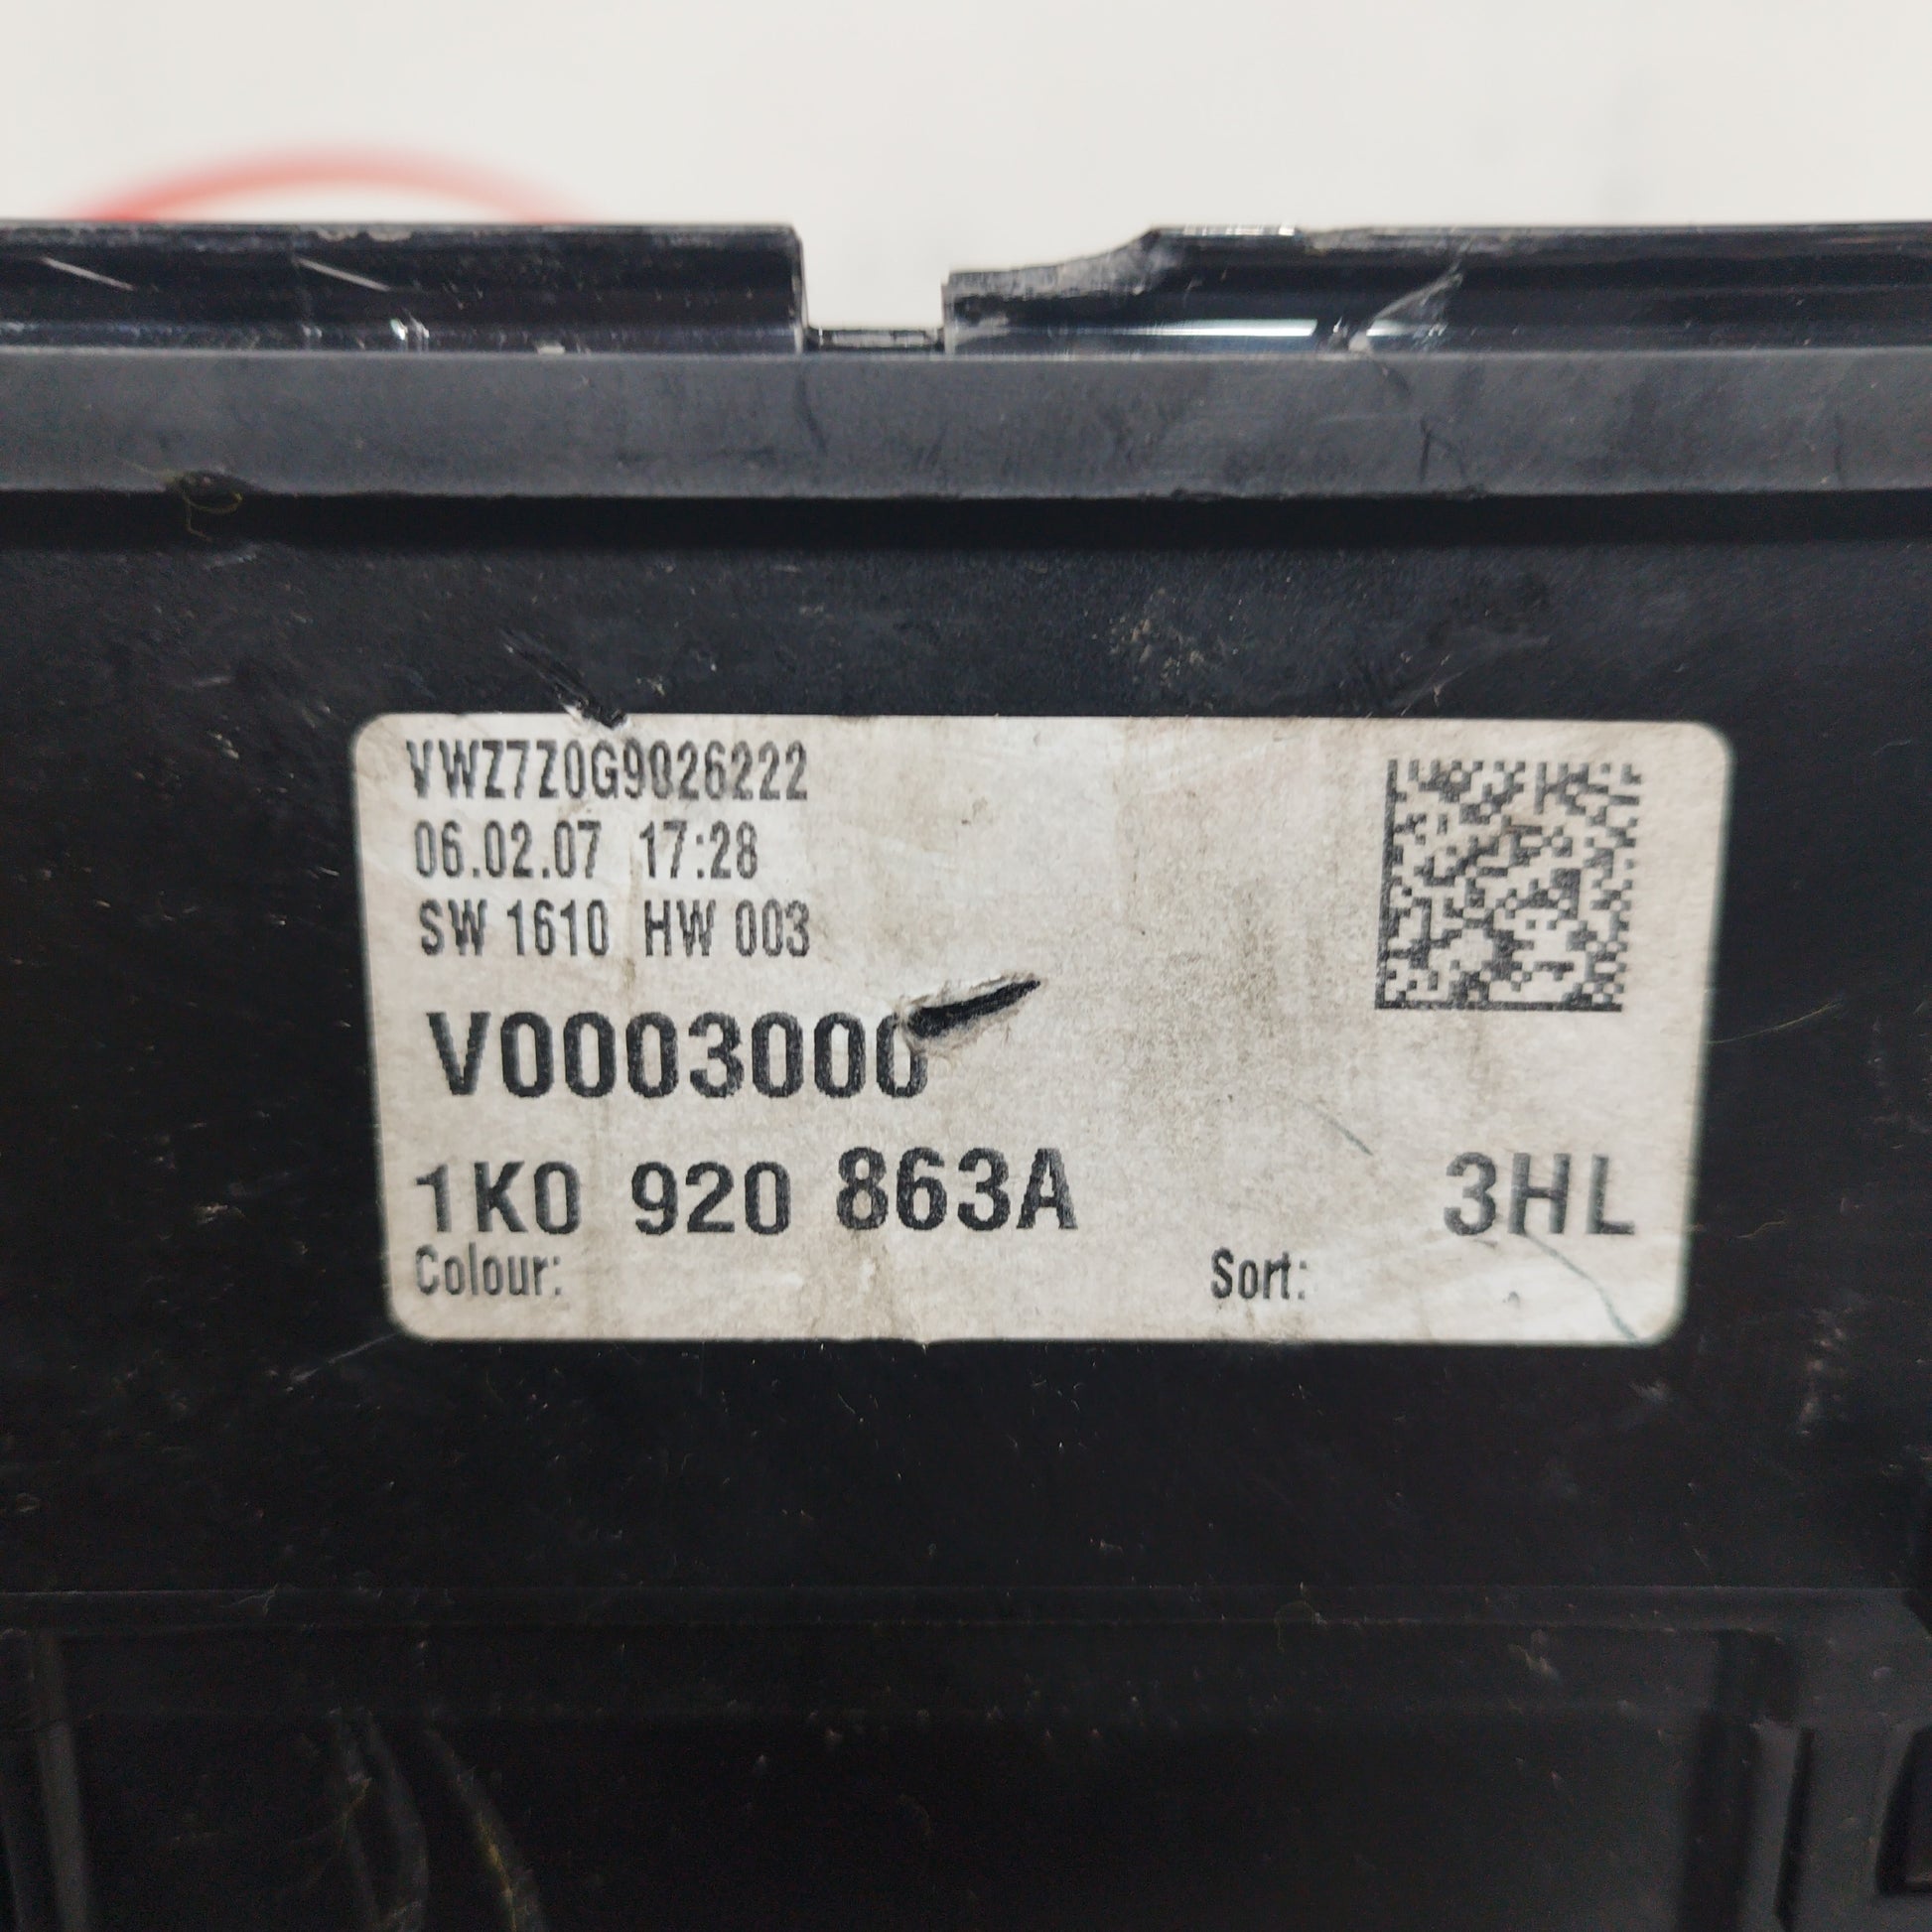 VWZ7Z0G9026222
06.02.07 17:28
SW 1610 HW 003
V0003000
1K0 920 863A 3HL
Colour: Sort: